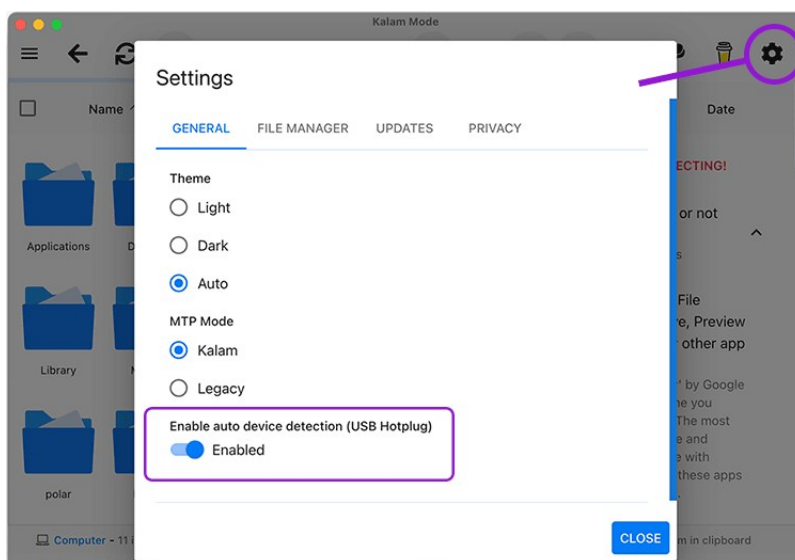 Kalam Mode
Settings
Name
Date
GENERAL FILE MANAGER UPDATES PRIVACY
ECTING!
Theme
Light
or not
Applications
D
Dark
s
Auto
File
MTP Mode
e, Preview
Kalam
other app
Library
Legacy
' by Google
ne you
Enable auto device detection (USB Hotplug)
The most
Enabled
e and
e with
these apps
polar
CLOSE
Computer - 11 i
m in clipboard